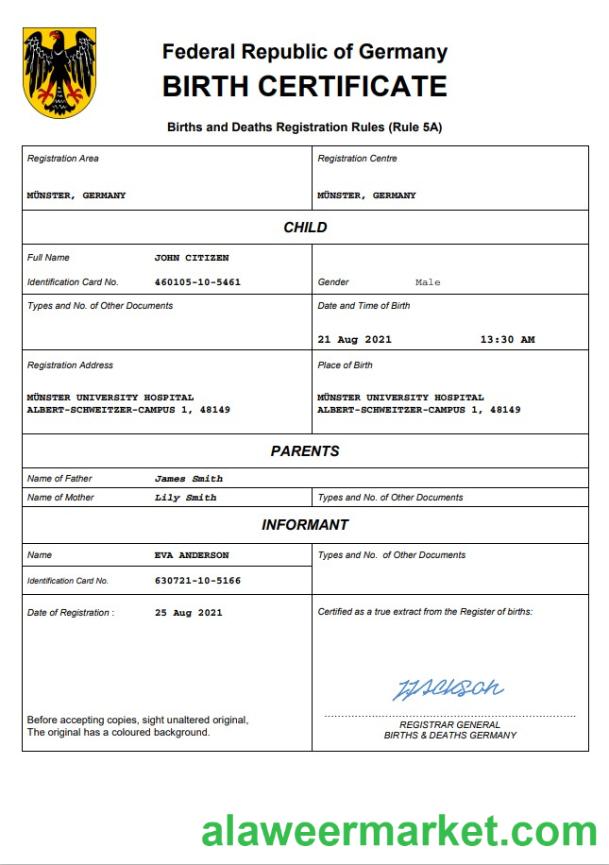 Federal Republic of Germany
BIRTH CERTIFICATE
Births and Deaths Registration Rules (Rule 5A)
Registration Area
Registration Centre
MÜNSTER, GERMANY
MÜNSTER, GERMANY
CHILD
Full Name JOHN CITIZEN
Identification Card No. 460105-10-5461
Gender Male
Types and No. of Other Documents
Date and Time of Birth
21 Aug 2021 13:30 AM
Registration Address
Place of Birth
MÜNSTER UNIVERSITY HOSPITAL
ALBERT-SCHWEITZER-CAMPUS 1, 48149
MÜNSTER UNIVERSITY HOSPITAL
ALBERT-SCHWEITZER-CAMPUS 1, 48149
PARENTS
Name of Father James Smith
Name of Mother Lily Smith
Types and No. of Other Documents
INFORMANT
Name EVA ANDERSON
Types and No. of Other Documents
Identification Card No. 630721-10-5166
Date of Registration : 25 Aug 2021
Certified as a true extract from the Register of births:
Before accepting copies, sight unaltered original,
The original has a coloured background.
REGISTRAR GENERAL
BIRTHS & DEATHS GERMANY
alaweermarket.com